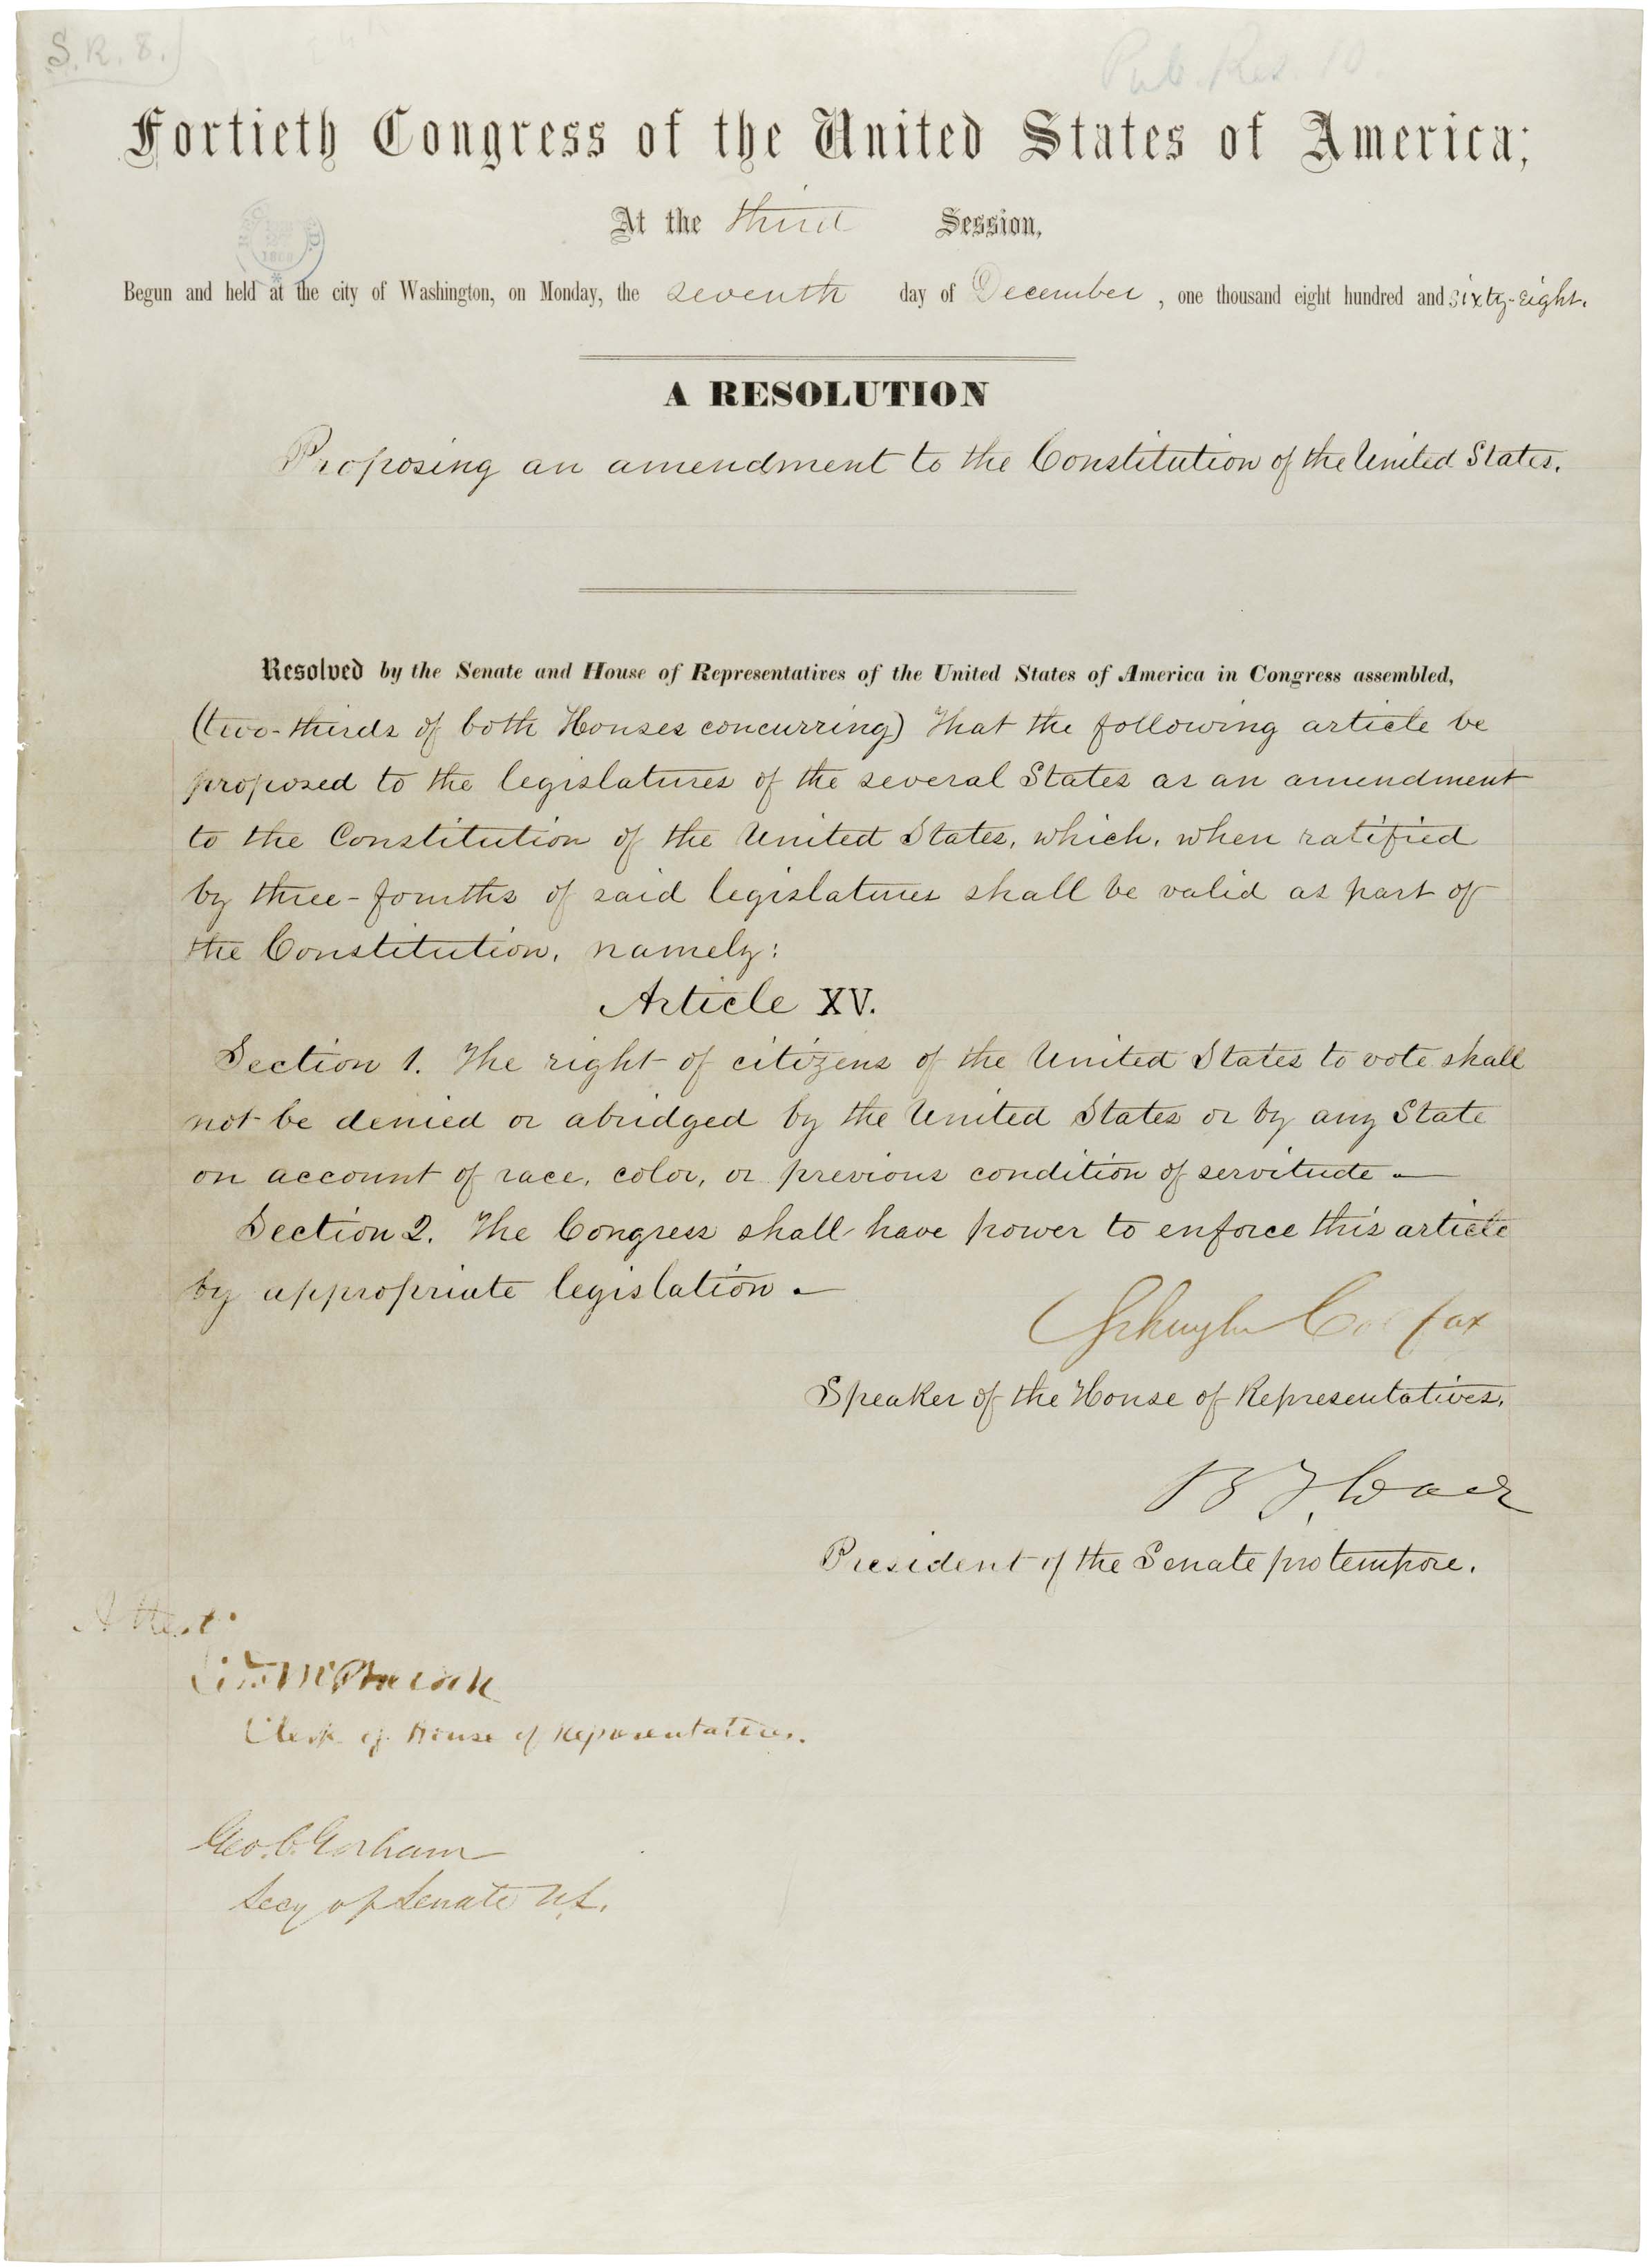 S.R. 8.
Pub. Res. 10.
Fortieth Congress of the United States of America;
At the third Session,
Begun and held at the city of Washington, on Monday, the seventh day of December, one thousand eight hundred and sixty-eight.
A RESOLUTION
Proposing an amendment to the Constitution of the United States.
Resolved by the Senate and House of Representatives of the United States of America in Congress assembled,
(two-thirds of both Houses concurring) That the following article be
proposed to the legislatures of the several States as an amendment
to the Constitution of the United States, which, when ratified
by three-fourths of said legislatures shall be valid as part of
the Constitution, namely:
Article XV.
Section 1. The right of citizens of the United States to vote shall
not be denied or abridged by the United States or by any State
on account of race, color, or previous condition of servitude.—
Section 2. The Congress shall have power to enforce this article
by appropriate legislation.—
Schuyler Colfax
Speaker of the House of Representatives.
B F Wade
President of the Senate pro tempore.
Attest:
McPherson
Clerk of House of Representatives.
Geo. C. Gorham
Secy of Senate U.S.